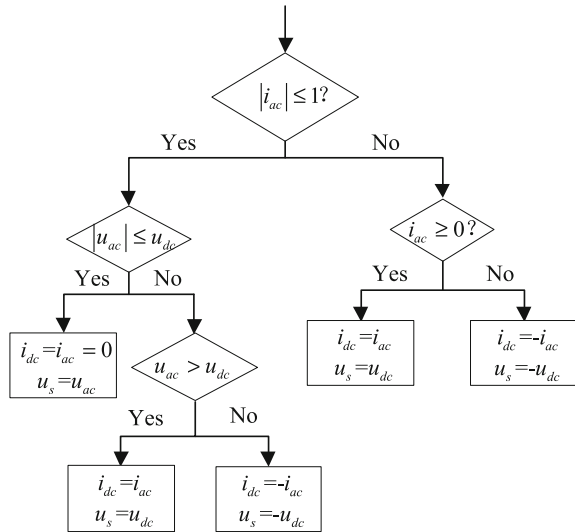 |i_ac| ≤ 1?
Yes
No
|u_ac| ≤ u_dc
i_ac ≥ 0?
Yes
No
Yes
No
i_dc=i_ac = 0
u_s=u_ac
u_ac > u_dc
i_dc=i_ac
u_s=u_dc
i_dc=-i_ac
u_s=-u_dc
Yes
No
i_dc=i_ac
u_s=u_dc
i_dc=-i_ac
u_s=-u_dc